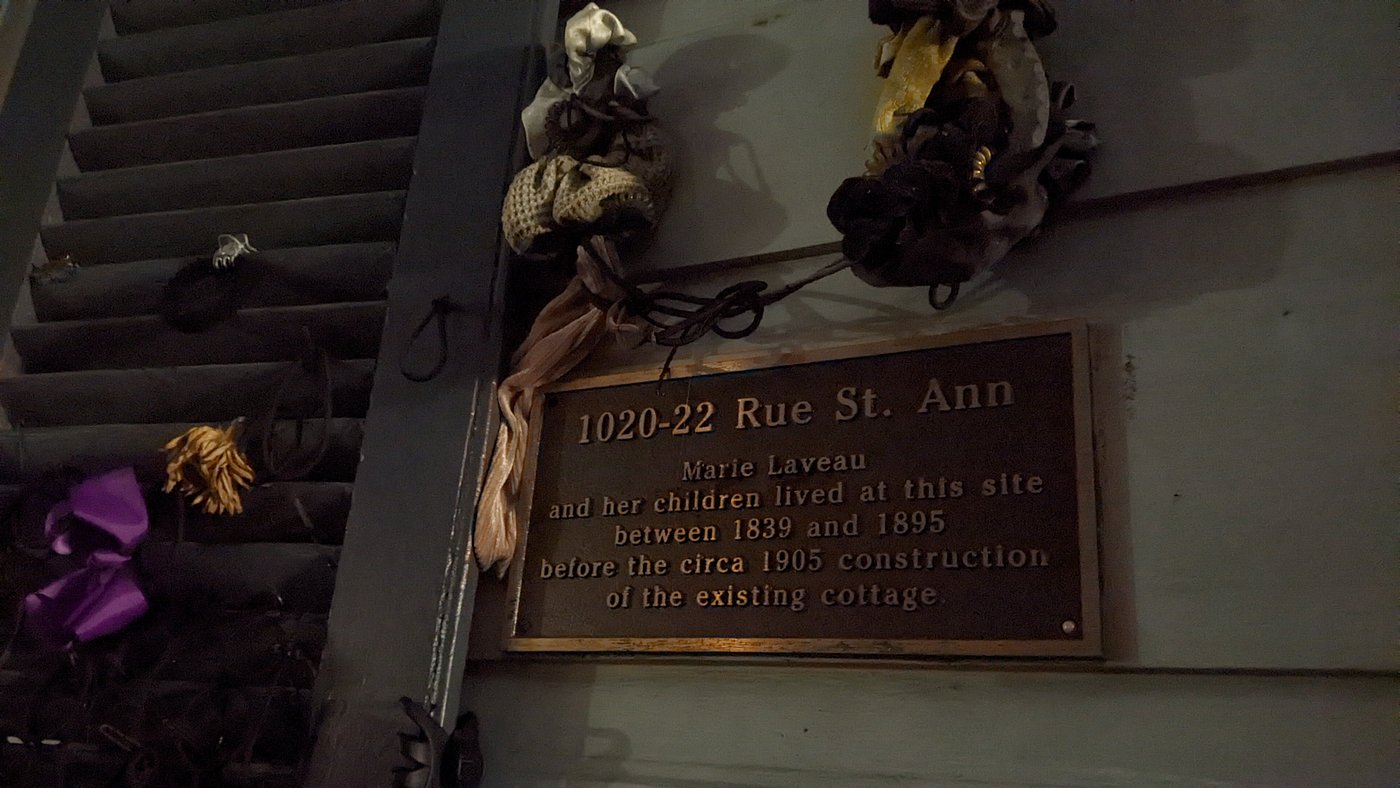 1020-22 Rue St. Ann
Marie Laveau
and her children lived at this site
between 1839 and 1895
before the circa 1905 construction
of the existing cottage.